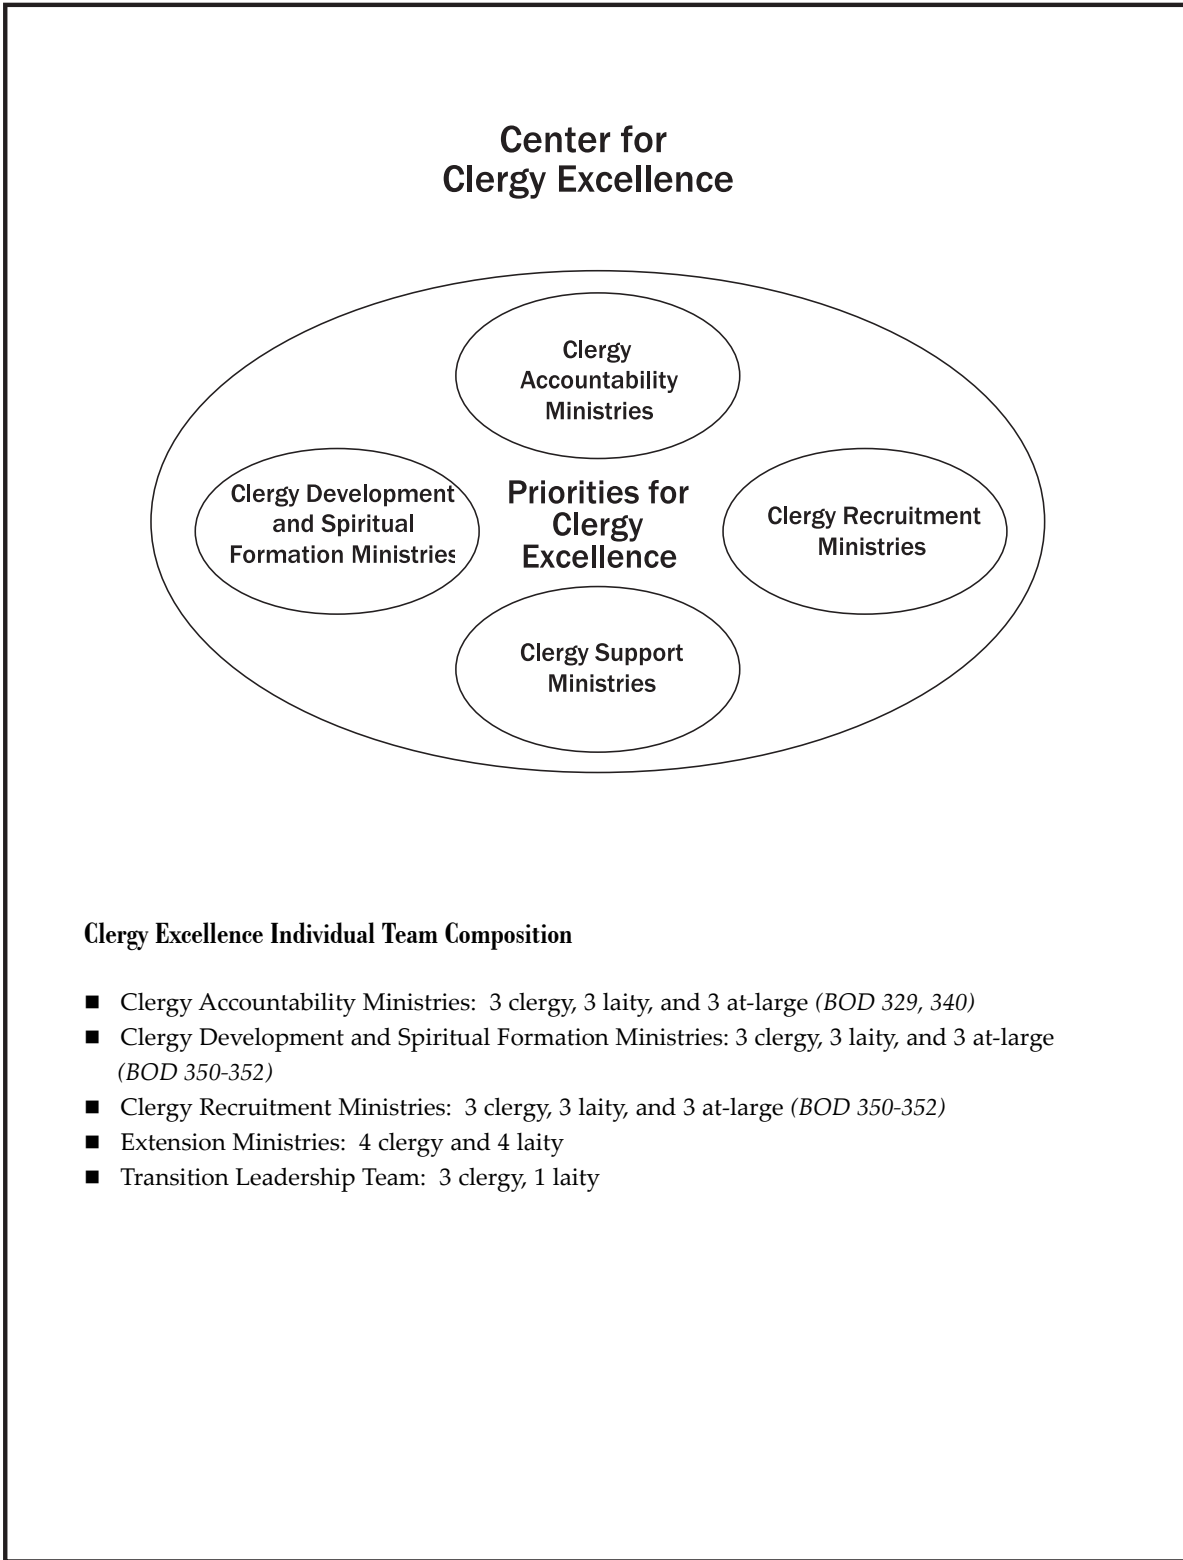 Center for
Clergy Excellence
Clergy
Accountability
Ministries
Clergy Development
and Spiritual
Formation Ministries
Priorities for
Clergy
Excellence
Clergy Recruitment
Ministries
Clergy Support
Ministries
Clergy Excellence Individual Team Composition
■ Clergy Accountability Ministries: 3 clergy, 3 laity, and 3 at-large (BOD 329, 340)
■ Clergy Development and Spiritual Formation Ministries: 3 clergy, 3 laity, and 3 at-large
(BOD 350-352)
■ Clergy Recruitment Ministries: 3 clergy, 3 laity, and 3 at-large (BOD 350-352)
■ Extension Ministries: 4 clergy and 4 laity
■ Transition Leadership Team: 3 clergy, 1 laity